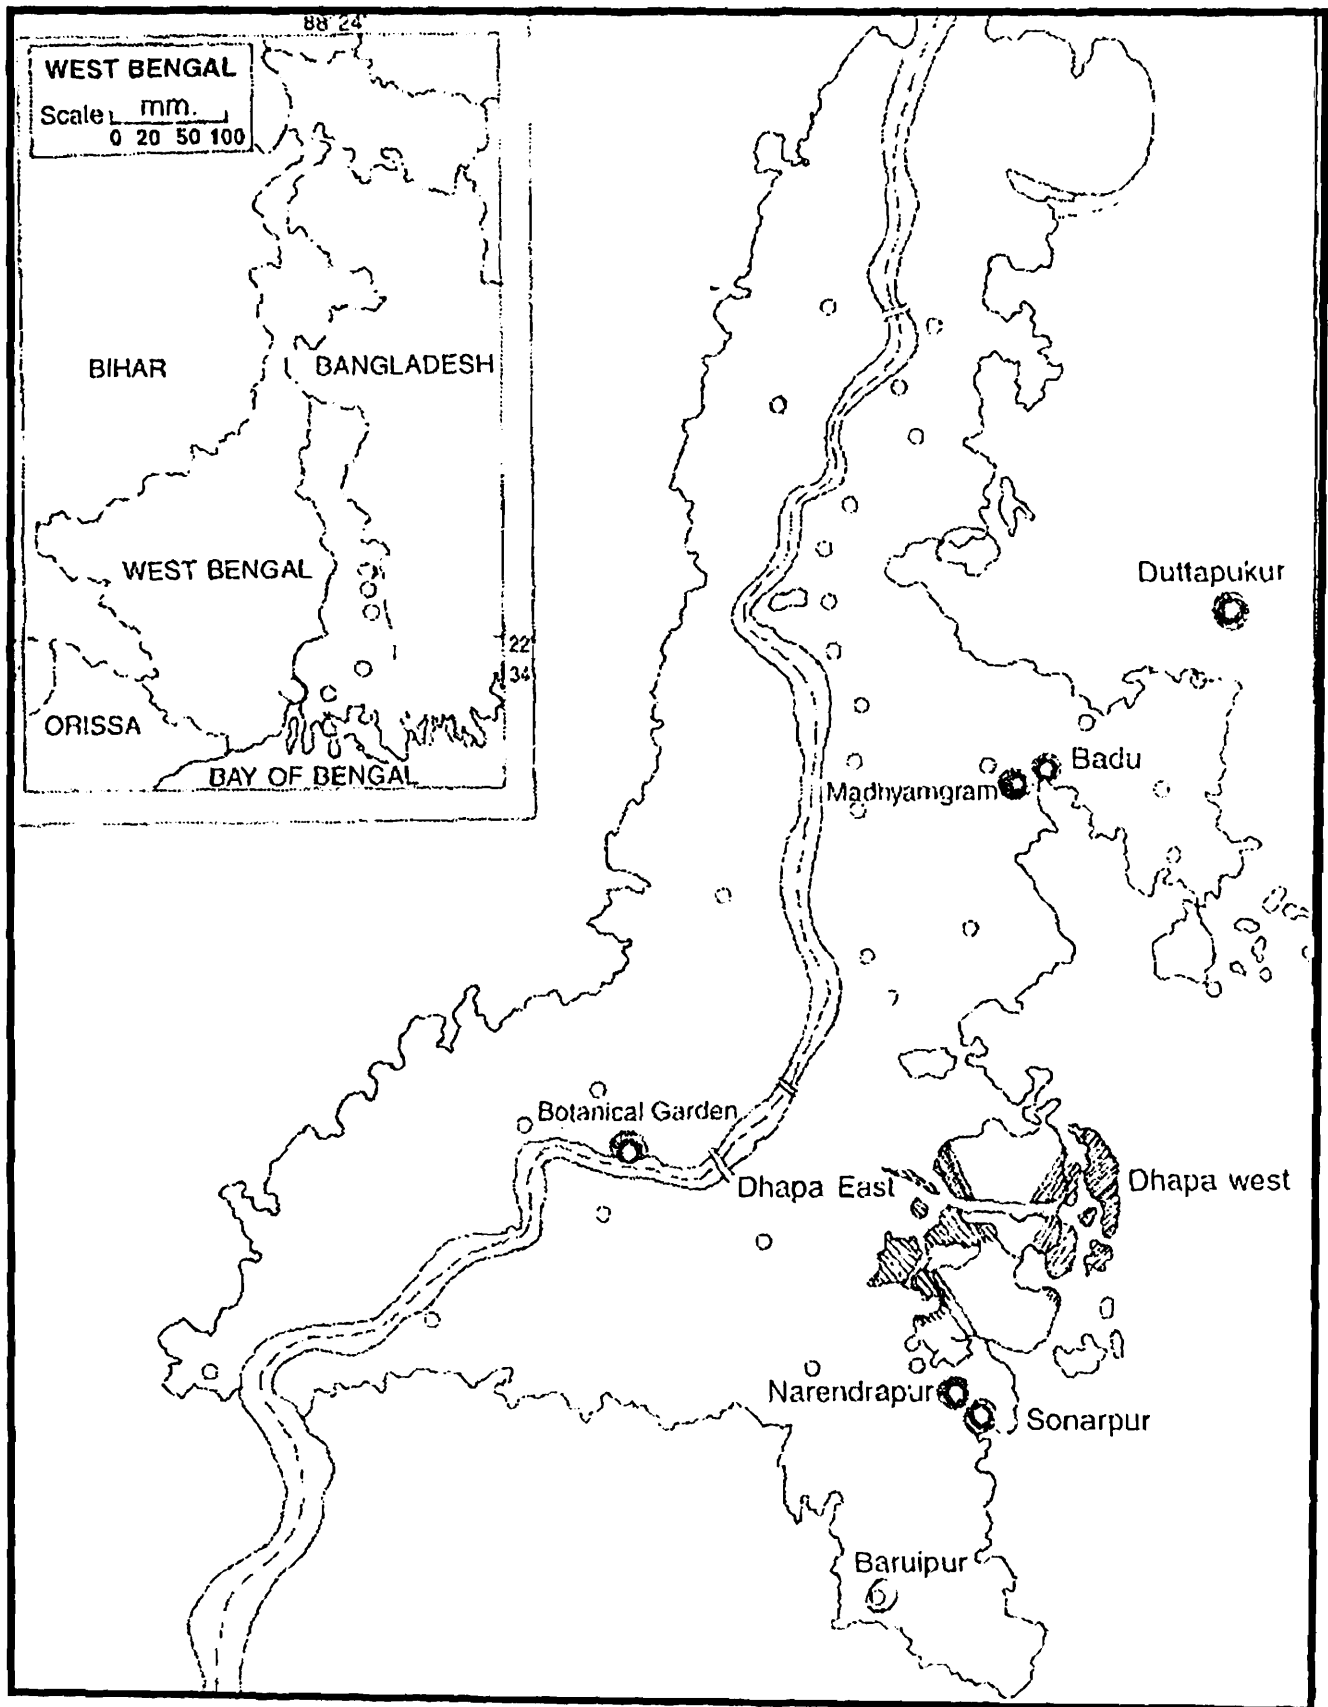 88 24'
WEST BENGAL
Scale mm.
0 20 50 100
BIHAR
BANGLADESH
WEST BENGAL
22
34
ORISSA
BAY OF BENGAL
Duttapukur
Badu
Madhyamgram
Botanical Garden
Dhapa East
Dhapa west
Narendrapur
Sonarpur
Baruipur